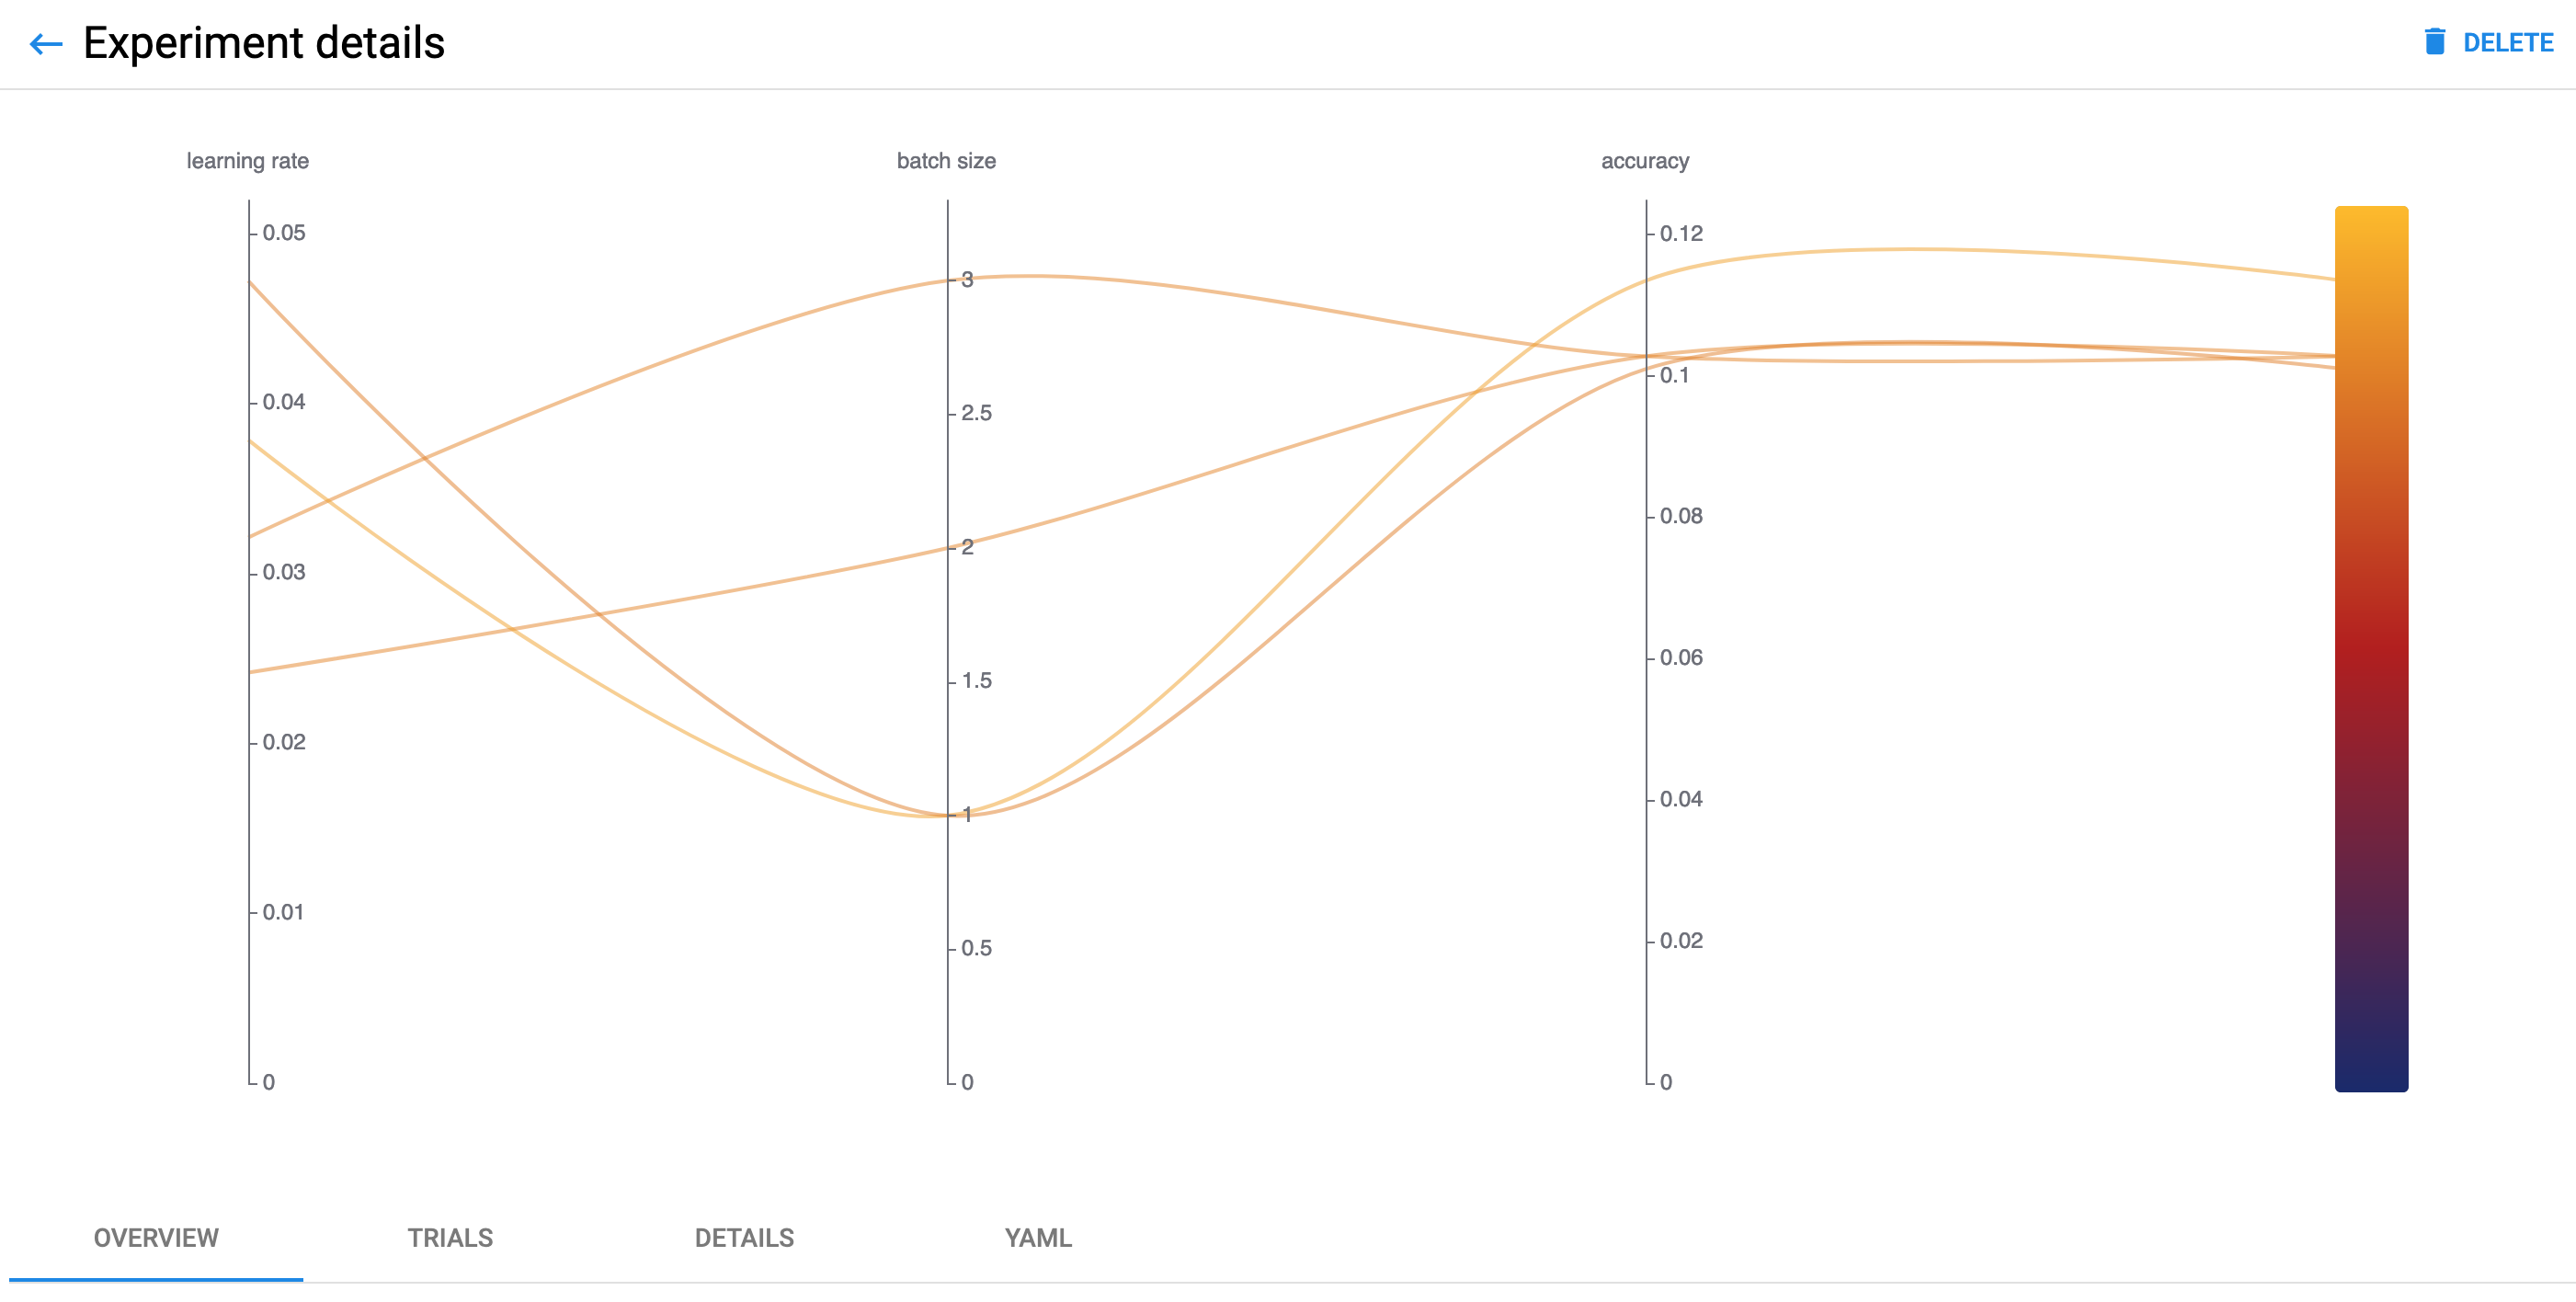 Experiment details
DELETE
learning rate
batch size
accuracy
0.05
0.04
0.03
0.02
0.01
0
3
2.5
2
1.5
1
0.5
0
0.12
0.1
0.08
0.06
0.04
0.02
0
OVERVIEW
TRIALS
DETAILS
YAML